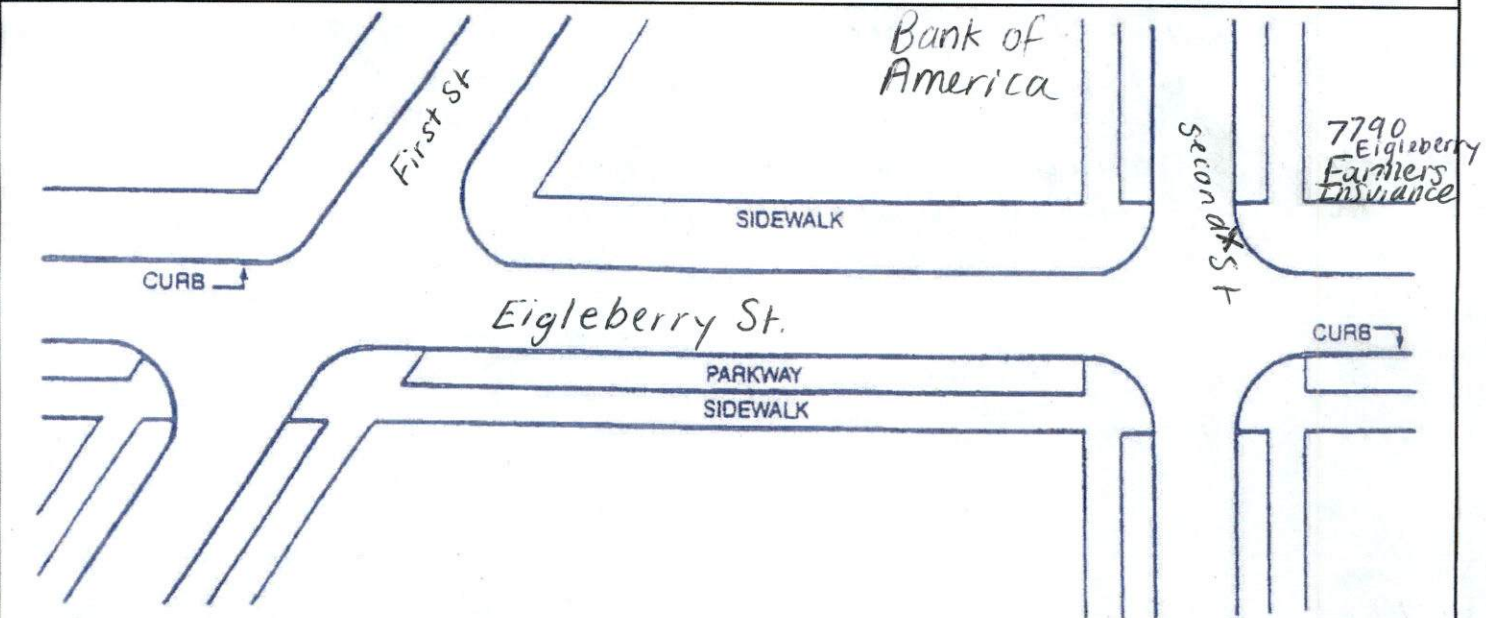 Bank of
America
First St
Second St
7790
Eigleberry
Farmers
Insurance
SIDEWALK
CURB
Eigleberry St.
CURB
PARKWAY
SIDEWALK